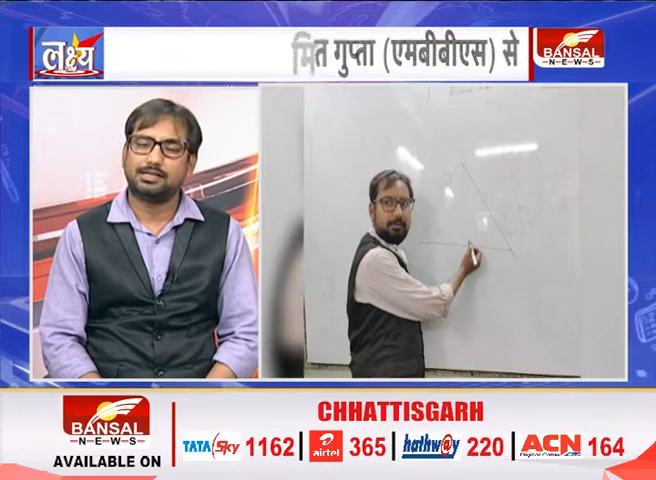 लक्ष्य
मित गुप्ता (एमबीबीएस) से
BANSAL
NEWS
BANSAL
NEWS
AVAILABLE ON
CHHATTISGARH
TATA Sky 1162
airtel 365
hathway 220
ACN 164